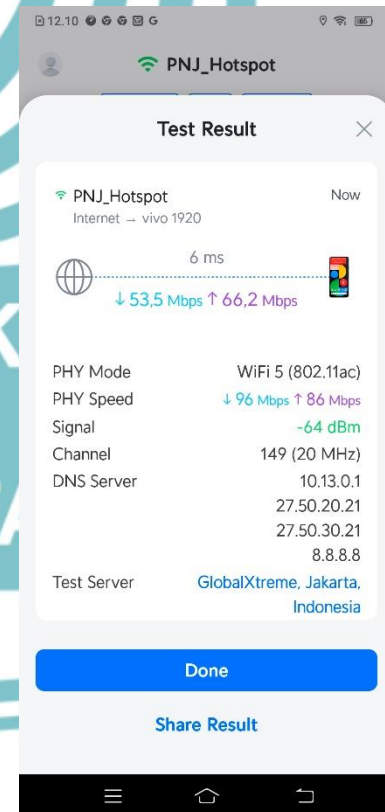 12.10 G 65
PNJ_Hotspot
Test Result
PNJ_Hotspot Now
Internet → vivo 1920
6 ms
↓ 53,5 Mbps ↑ 66,2 Mbps
PHY Mode WiFi 5 (802.11ac)
PHY Speed ↓ 96 Mbps ↑ 86 Mbps
Signal -64 dBm
Channel 149 (20 MHz)
DNS Server 10.13.0.1
27.50.20.21
27.50.30.21
8.8.8.8
Test Server GlobalXtreme, Jakarta,
Indonesia
Done
Share Result